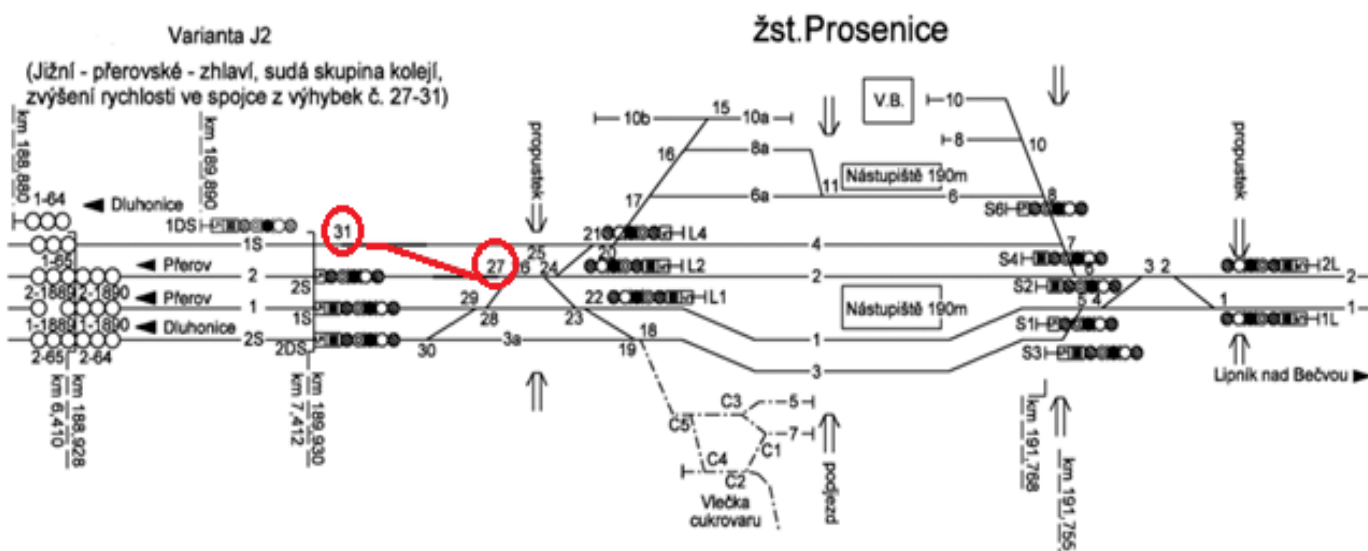 Varianta J2
žst.Prosenice
(Jižní - přerovské - zhlaví, sudá skupina kolejí,
zvýšení rychlosti ve spojce z výhybek č. 27-31)
km 188,880
km 189,890
propustek
10b
15
10a
V.B.
10
propustek
1-64
Dluhonice
16
8a
8
10
1DS
31
17
6a
11
Nástupiště 190m
6
8
S6
1S
25
21
20
L4
4
7
1-65
Přerov
27
6
24
L2
S4
6
3
2
2L
2
2S
2
2
2
2-1889
2-1890
Přerov
29
22
L1
Nástupiště 190m
S2
5
4
1
1
1S
28
23
1
1
S1
1L
1-1889
1-1890
Dluhonice
2S
2DS
30
3a
18
19
3
S3
2-65
2-64
Lipník nad Bečvou
km 6,410
km 188,928
km 7,412
km 189,930
C5
C3
5
7
C1
C4
C2
podjezd
km 191,768
km 191,755
Vlečka
cukrovaru